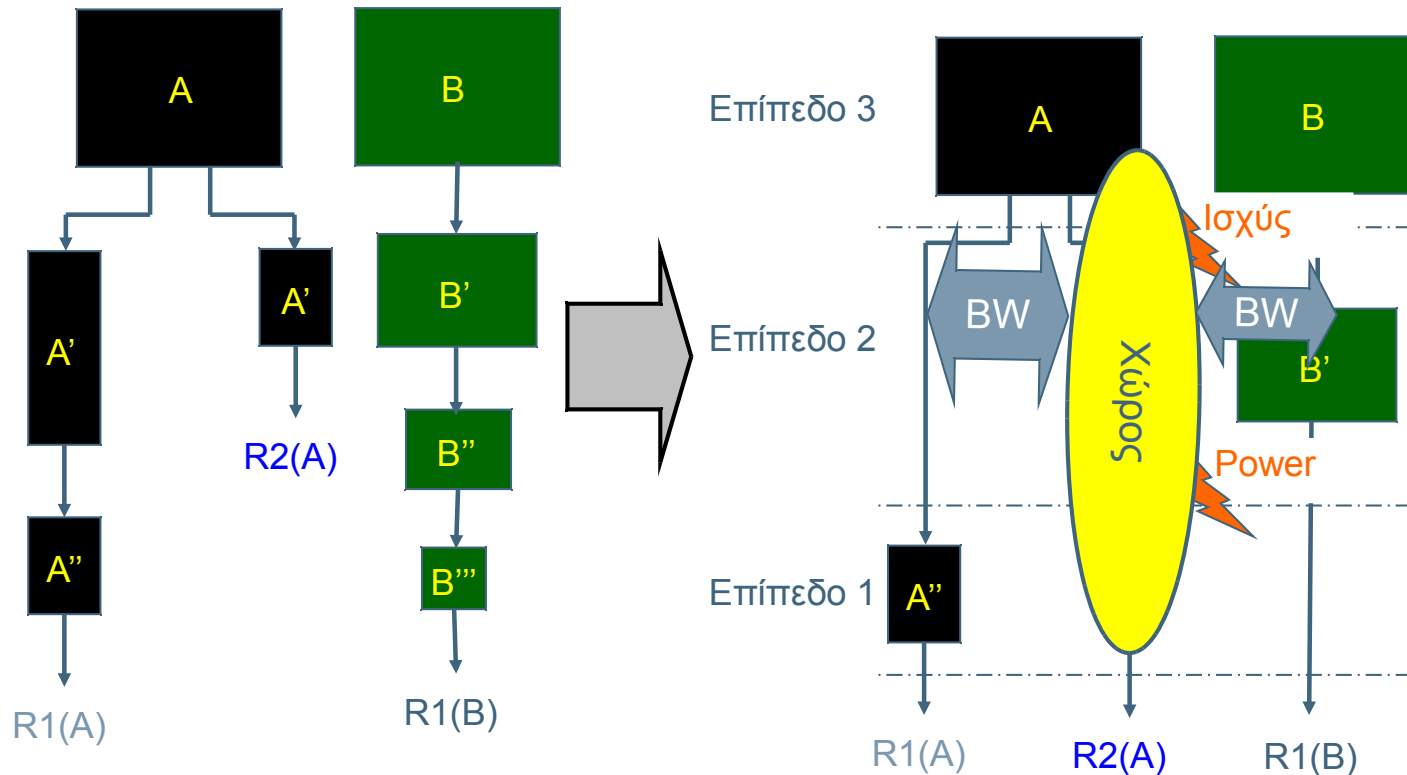 A
B
A'
A'
B'
R2(A)
B''
A''
B'''
R1(A)
R1(B)
Επίπεδο 3
A
B
Ισχύς
BW
BW
Επίπεδο 2
Χώρος
B'
Power
Επίπεδο 1
A''
R1(A)
R2(A)
R1(B)